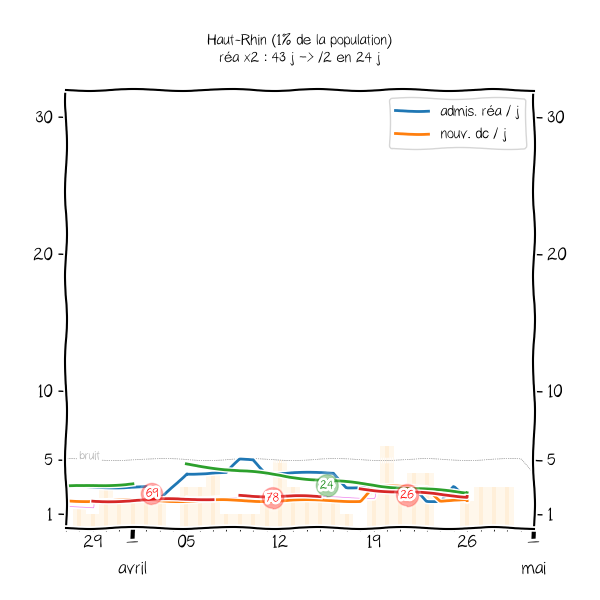 Haut-Rhin (1% de la population)
réa x2 : 43 j -> /2 en 24 j
admis. réa / j
nouv. dc / j
30
30
20
20
10
10
bruit
5
5
69
78
24
26
1
1
29
05
12
19
26
avril
mai